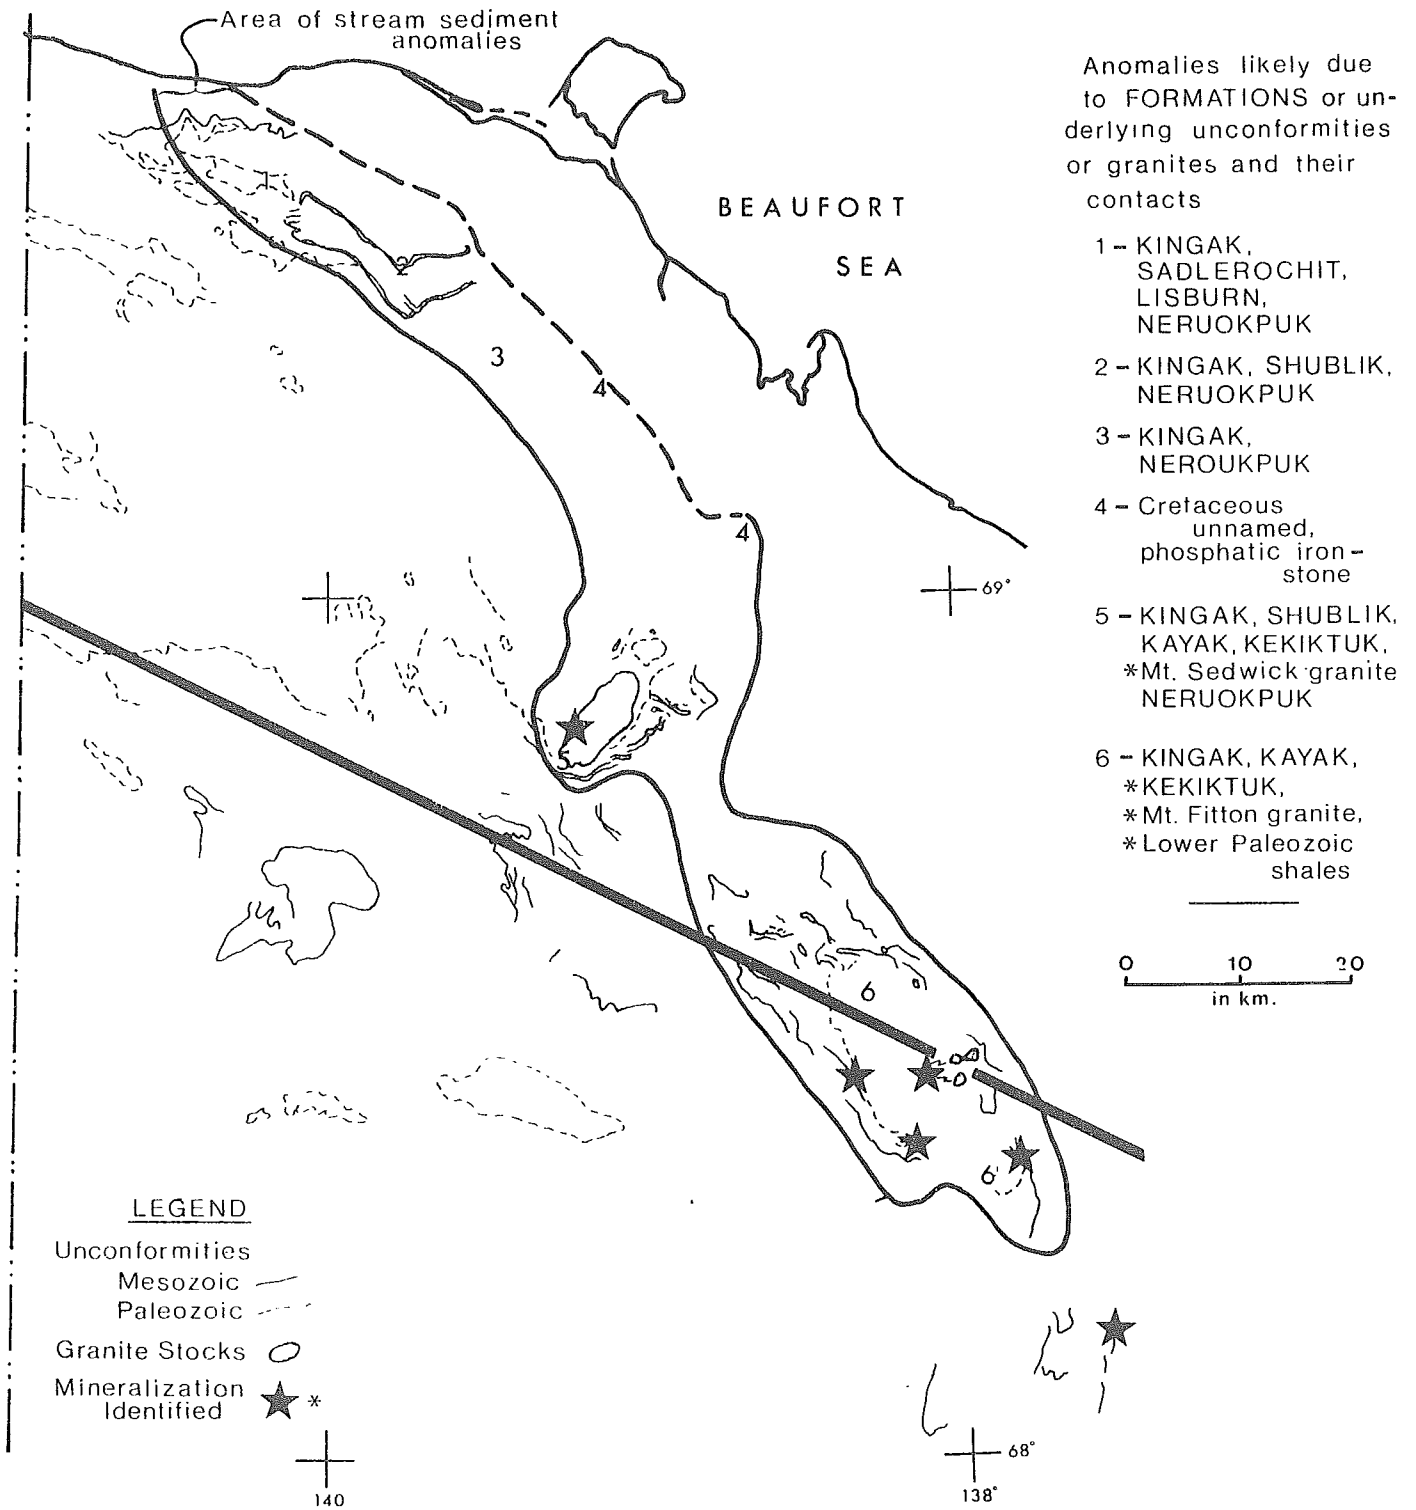 Area of stream sediment
anomalies
BEAUFORT
SEA
1
2
3
4
4
69°
6
6
Anomalies likely due
to FORMATIONS or un-
derlying unconformities
or granites and their
contacts
1 - KINGAK,
SADLEROCHIT,
LISBURN,
NERUOKPUK
2 - KINGAK, SHUBLIK,
NERUOKPUK
3 - KINGAK,
NEROUKPUK
4 - Cretaceous
unnamed,
phosphatic iron-
stone
5 - KINGAK, SHUBLIK,
KAYAK, KEKIKTUK,
*Mt. Sedwick granite
NERUOKPUK
6 - KINGAK, KAYAK,
*KEKIKTUK,
*Mt. Fitton granite,
*Lower Paleozoic
shales
0 10 20
in km.
LEGEND
Unconformities
Mesozoic
Paleozoic
Granite Stocks
Mineralization
Identified *
68°
140
138°